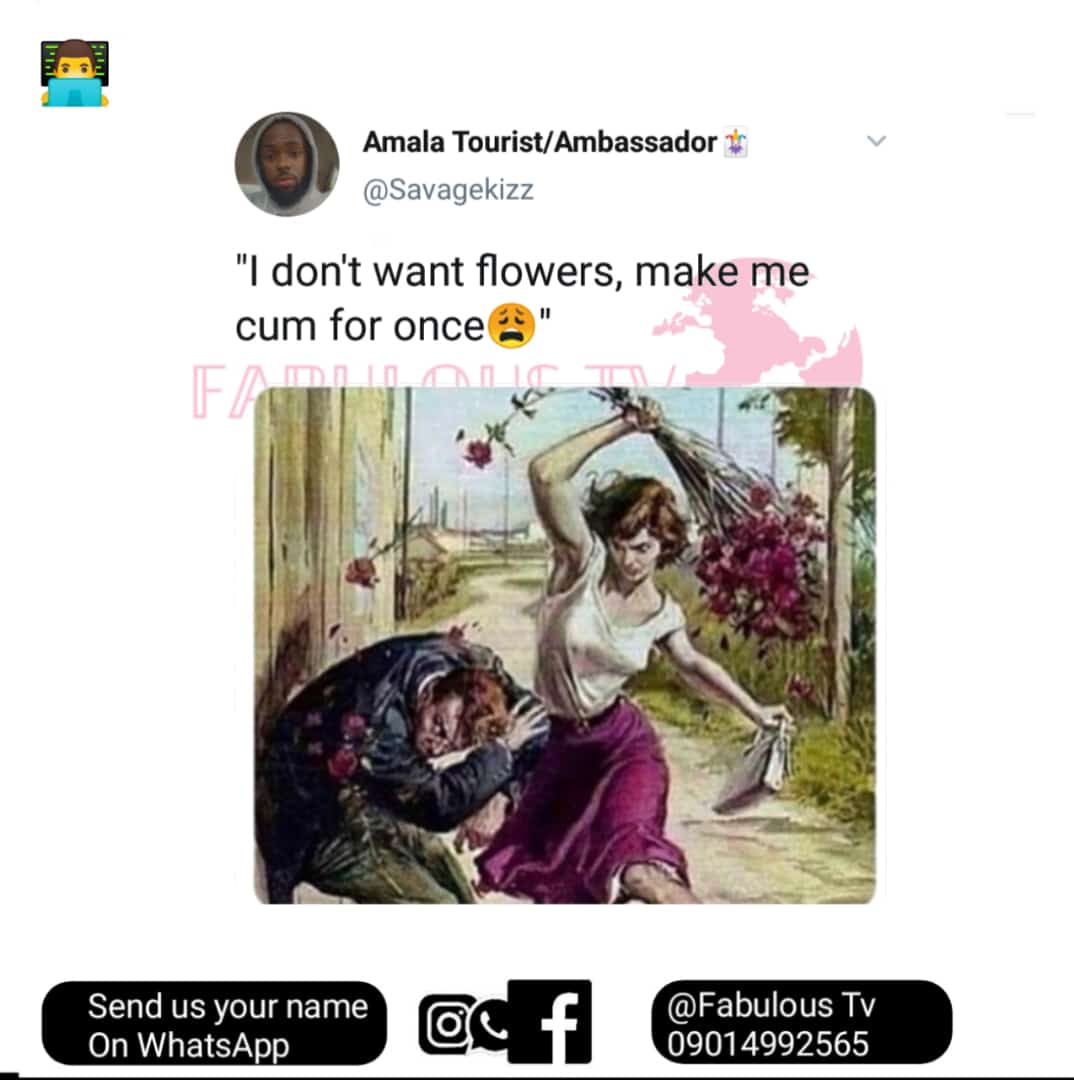 Amala Tourist/Ambassador🃏
@Savagekizz
"I don't want flowers, make me
cum for once😩"
FABULOUS TV
Send us your name
On WhatsApp
@Fabulous Tv
09014992565